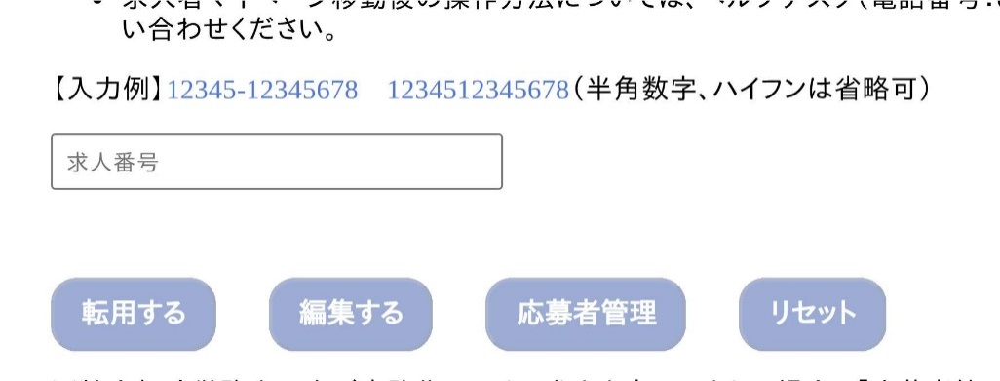 い合わせください。
【入力例】12345-12345678　1234512345678（半角数字、ハイフンは省略可）
求人番号
転用する　編集する　応募者管理　リセット